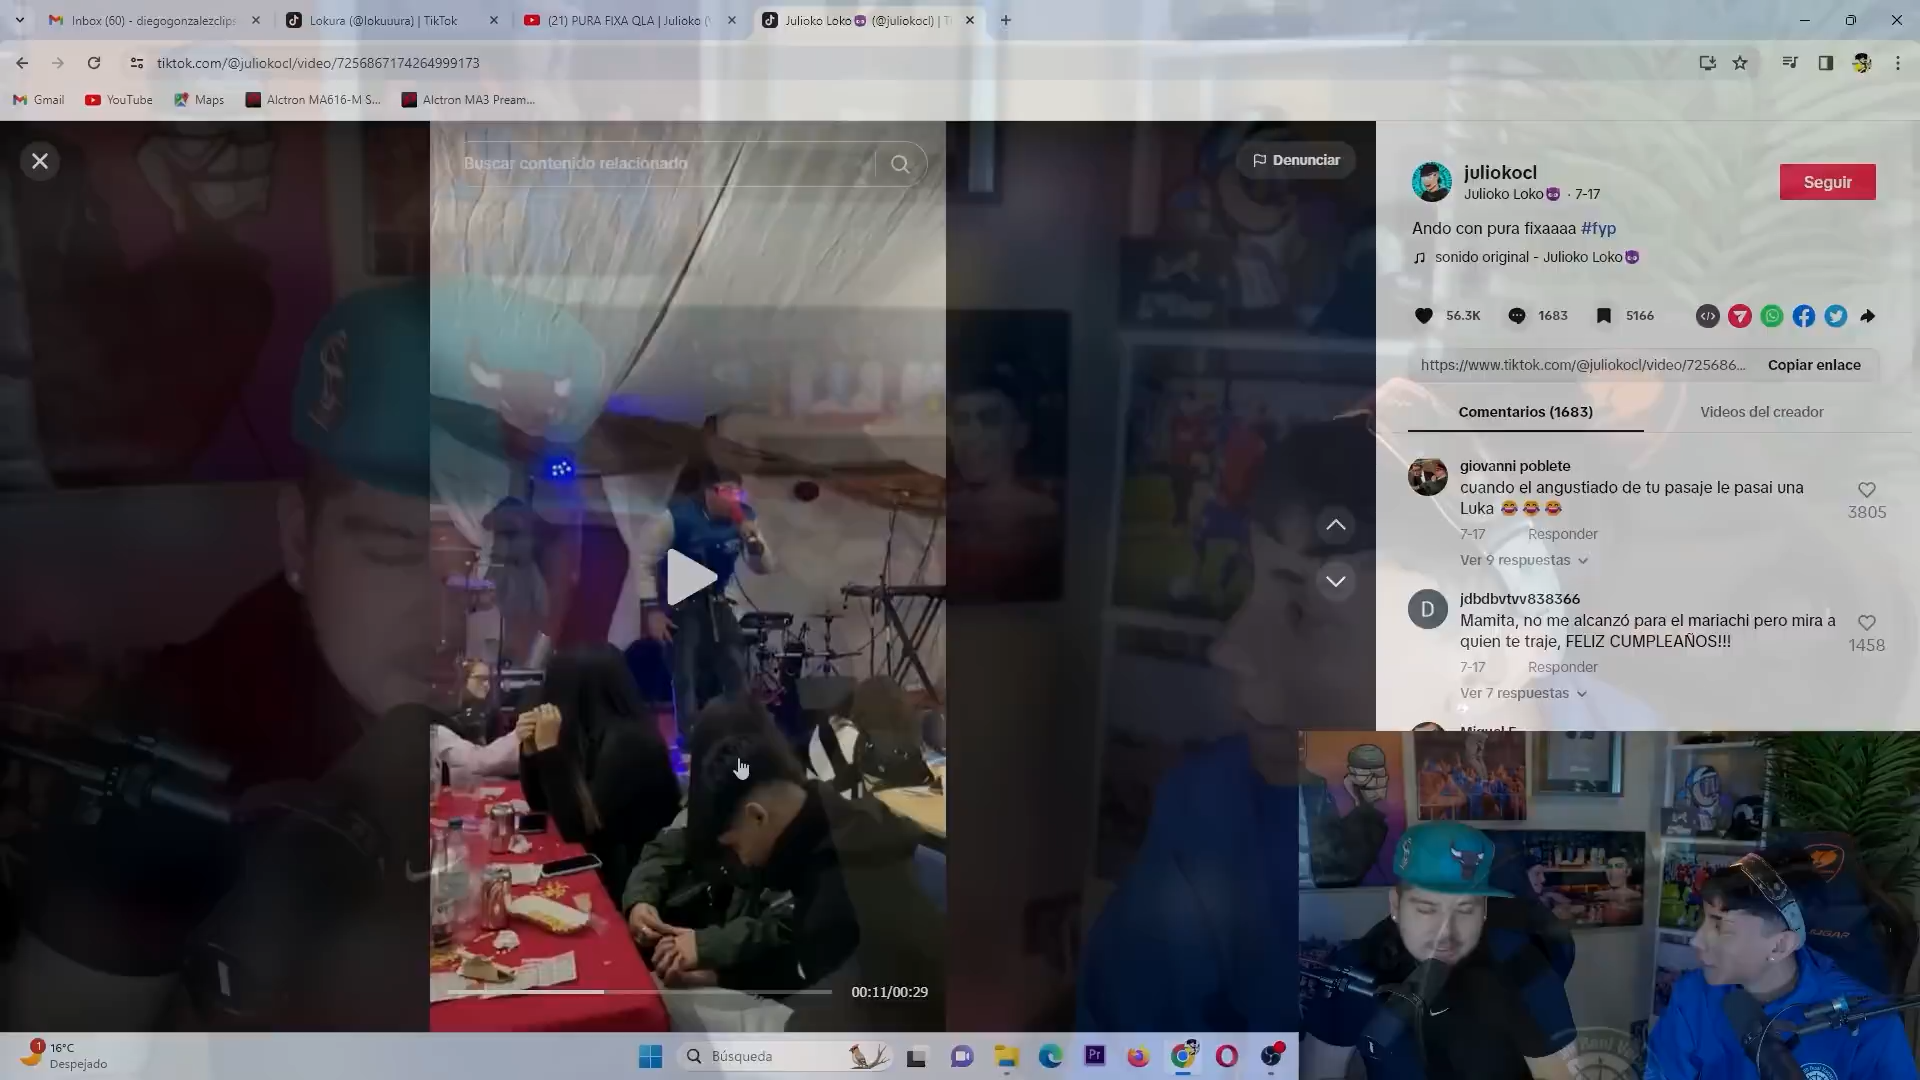 Inbox (60) - diegogonzalezclips
Lokura (@lokuuura) | TikTok
(21) PURA FIXA QLA | Julioko (
Julioko Loko😈 (@juliokocl) | T
tiktok.com/@juliokocl/video/7256867174264999173
Gmail
YouTube
Maps
Alctron MA616-M S...
Alctron MA3 Pream...
Buscar contenido relacionado
Denunciar
juliokocl
Julioko Loko😈 · 7-17
Seguir
Ando con pura fixaaaa #fyp
sonido original - Julioko Loko😈
56.3K
1683
5166
https://www.tiktok.com/@juliokocl/video/725686...
Copiar enlace
Comentarios (1683)
Videos del creador
giovanni poblete
cuando el angustiado de tu pasaje le pasai una
Luka 😂😂😂
3805
7-17
Responder
Ver 9 respuestas
D
jdbdbvtvv838366
Mamita, no me alcanzó para el mariachi pero mira a
quien te traje, FELIZ CUMPLEAÑOS!!!
1458
7-17
Responder
Ver 7 respuestas
00:11/00:29
1
16°C
Despejado
Búsqueda
Pr